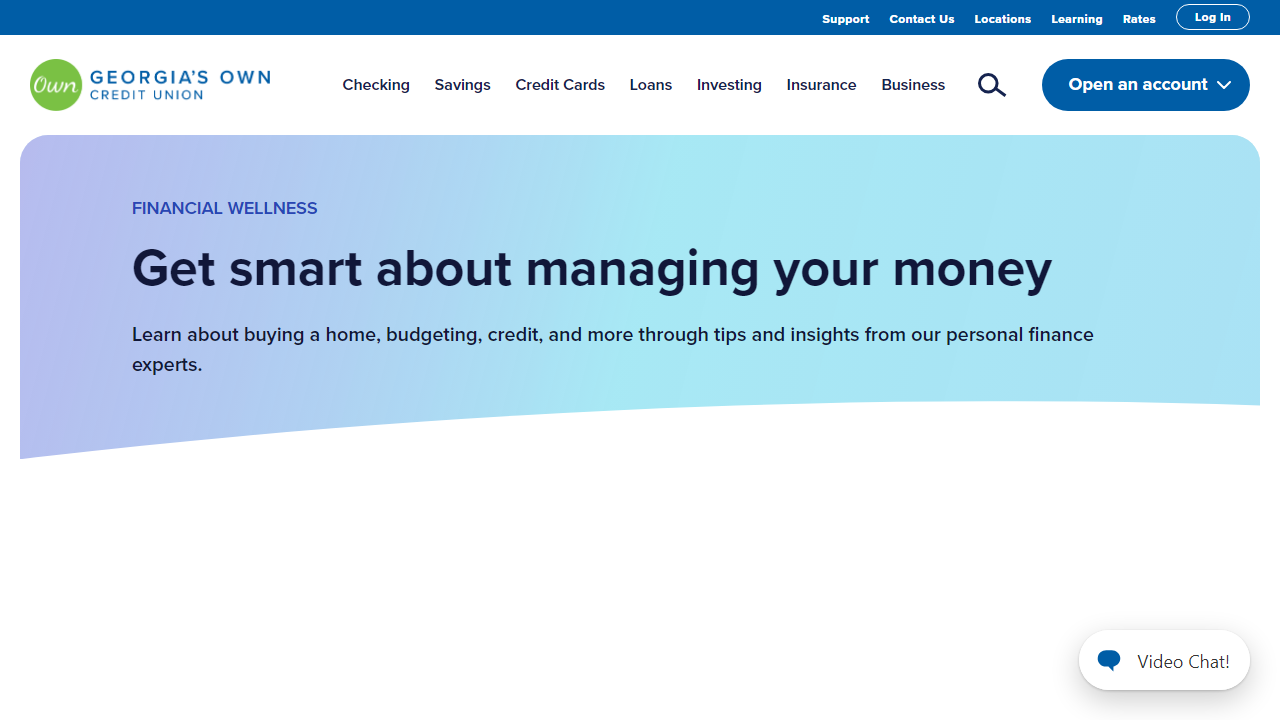 Support Contact Us Locations Learning Rates Log In
Own GEORGIA'S OWN
CREDIT UNION
Checking Savings Credit Cards Loans Investing Insurance Business Open an account
FINANCIAL WELLNESS
Get smart about managing your money
Learn about buying a home, budgeting, credit, and more through tips and insights from our personal finance
experts.
Video Chat!